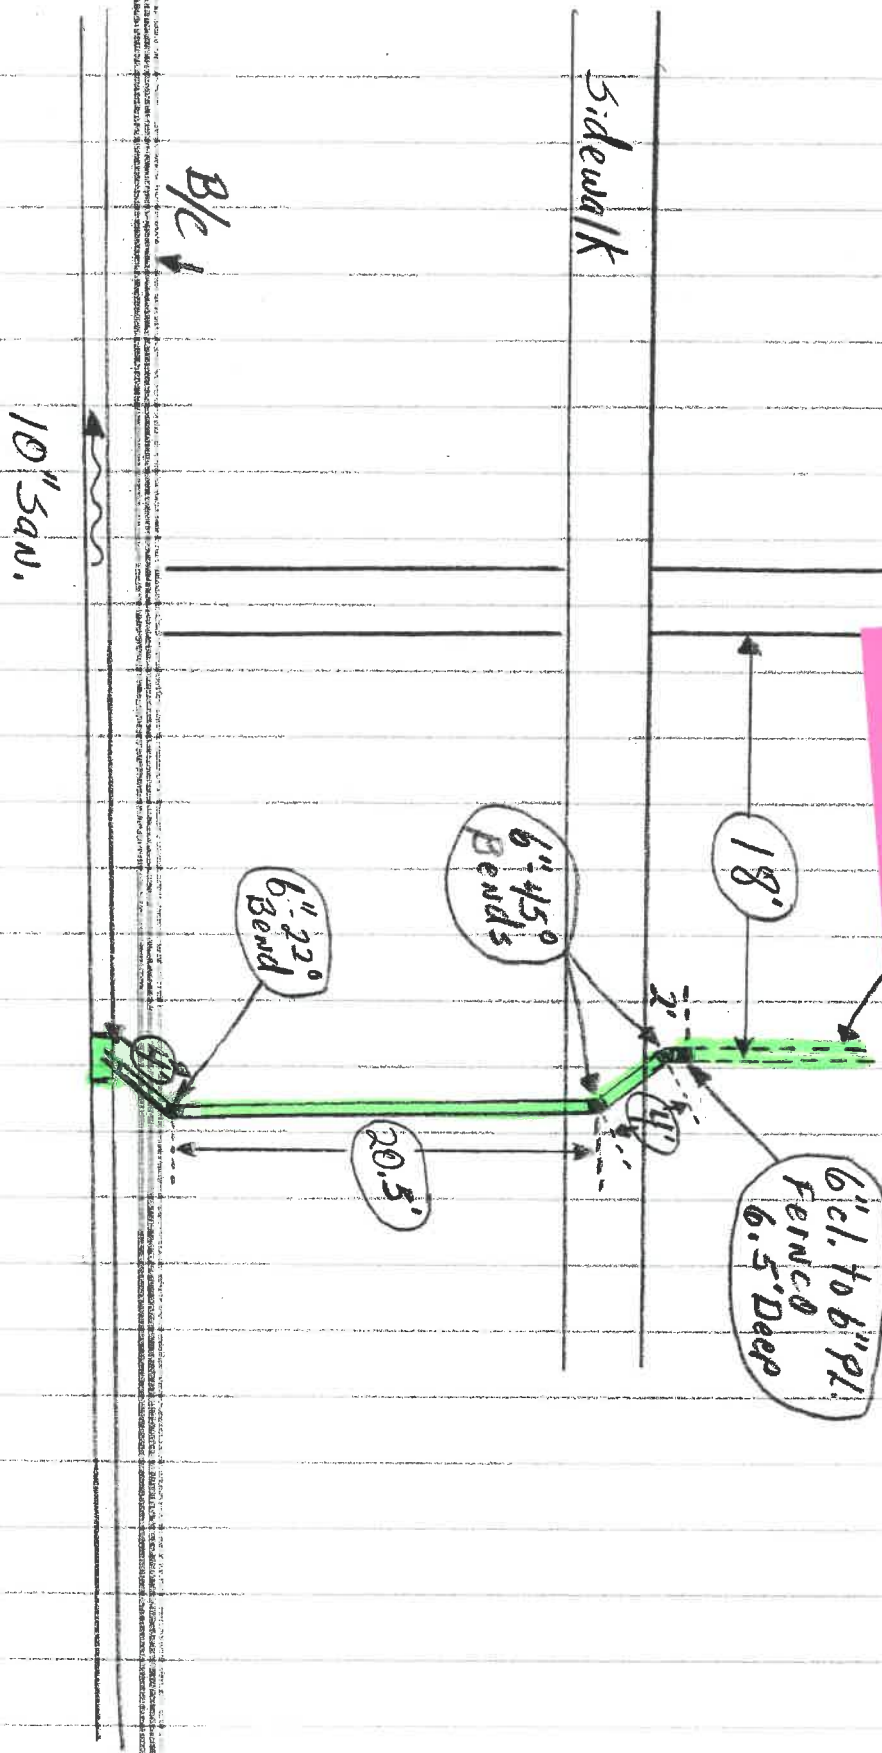 Sidewalk
B/c
10" San.
18'
6"-45°
Bends
6"-22°
Bend
2'
4'
4'
20.5'
6" cl. to 6" Pl.
Fernco
6.5' Deep